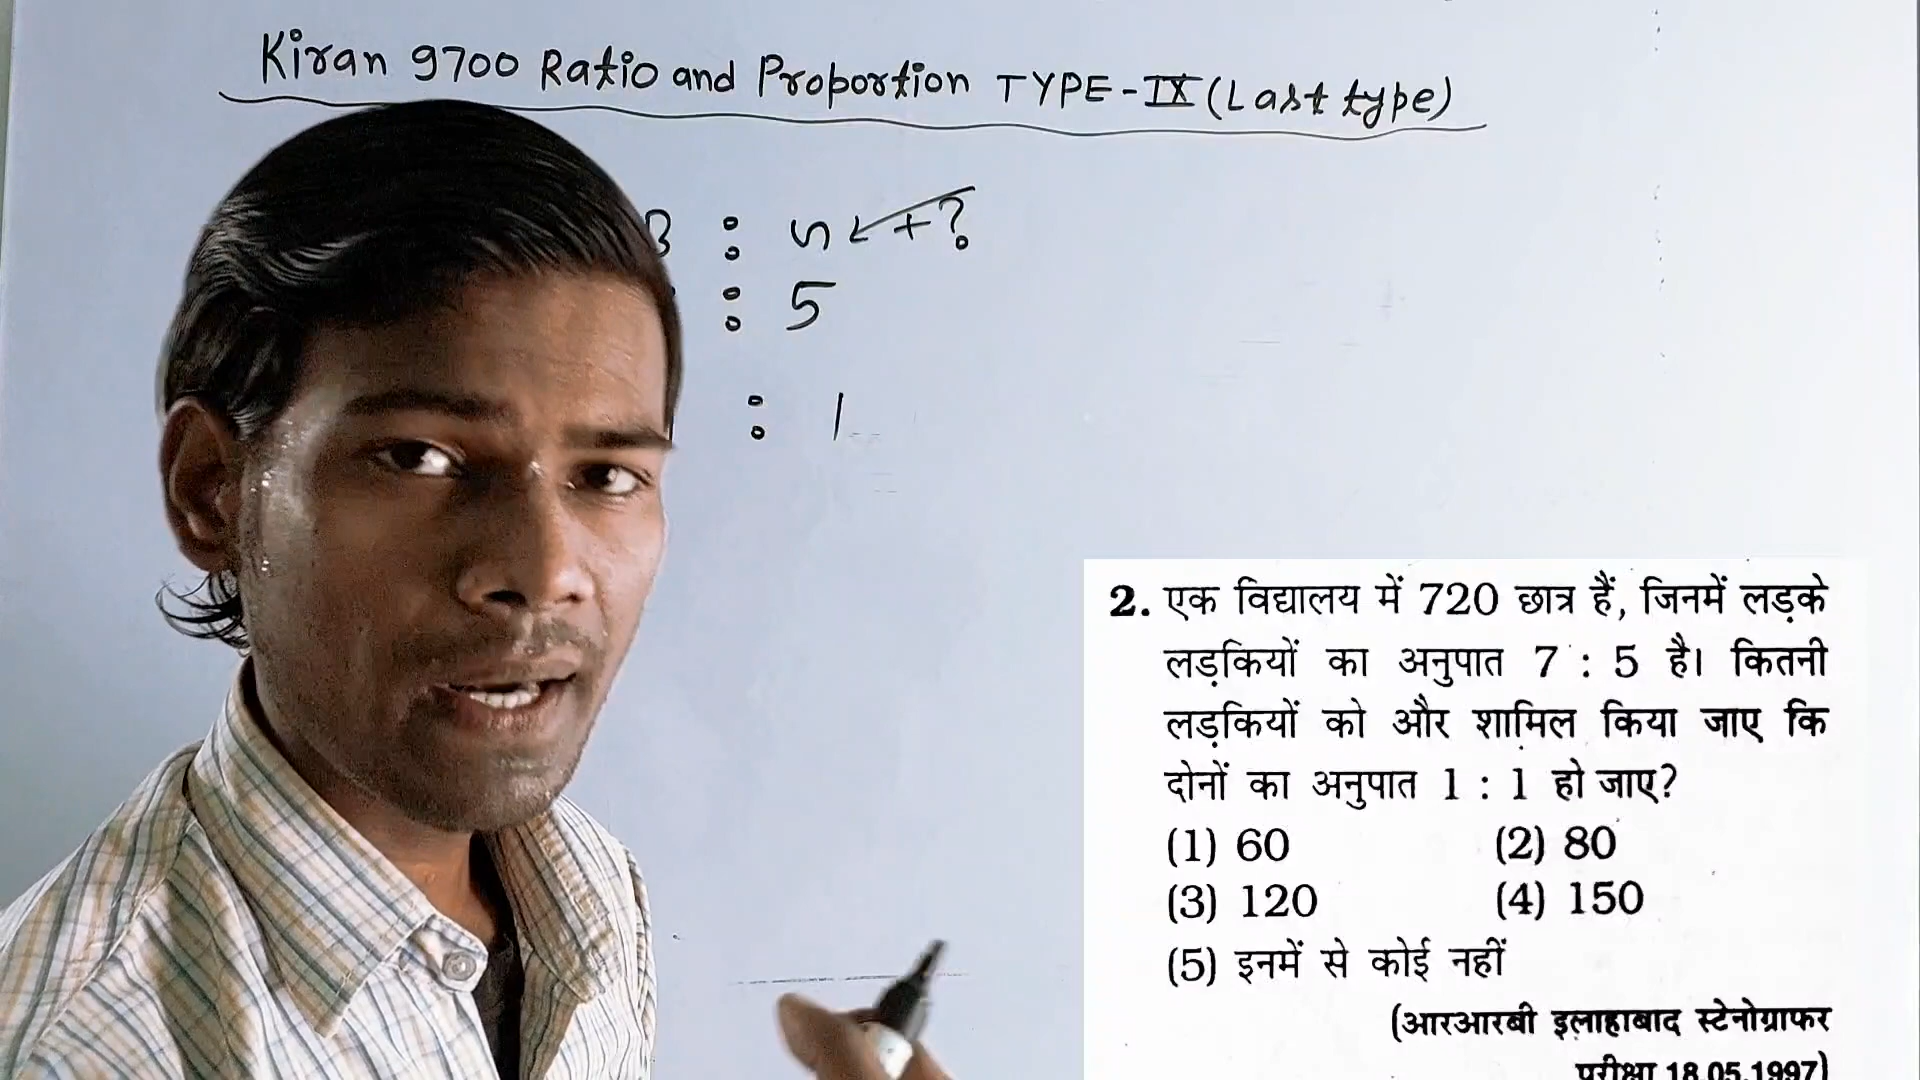 Kiran 9700 Ratio and Proportion TYPE-IX (Last type)
B : G ← + ?
: 5
: 1
2. एक विद्यालय में 720 छात्र हैं, जिनमें लड़के
लड़कियों का अनुपात 7 : 5 है। कितनी
लड़कियों को और शामिल किया जाए कि
दोनों का अनुपात 1 : 1 हो जाए?
(1) 60 (2) 80
(3) 120 (4) 150
(5) इनमें से कोई नहीं
(आरआरबी इलाहाबाद स्टेनोग्राफर
परीक्षा 18.05.1997)